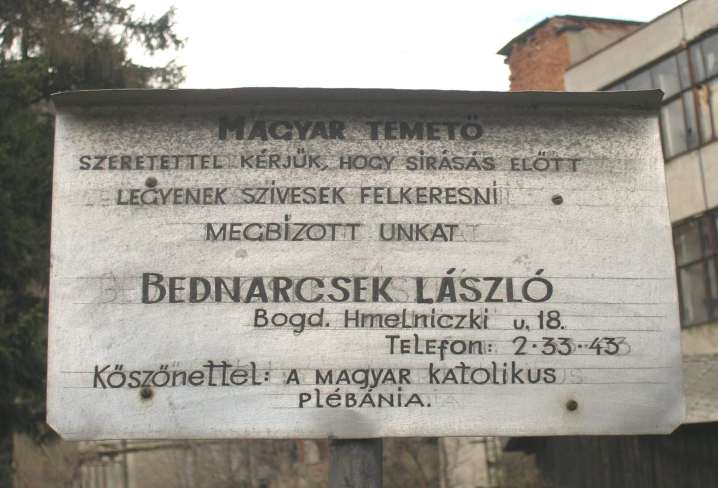 MAGYAR TEMETŐ
SZERETETTEL KÉRJÜK, HOGY SÍRÁSÁS ELŐTT
LEGYENEK SZÍVESEK FELKERESNI
MEGBÍZOTT UNKAT
BEDNARCSEK LÁSZLÓ
Bogd. Hmelniczki u, 18.
Telefon: 2·33··43
Köszönettel: A MAGYAR KATOLIKUS
PLÉBÁNIA.